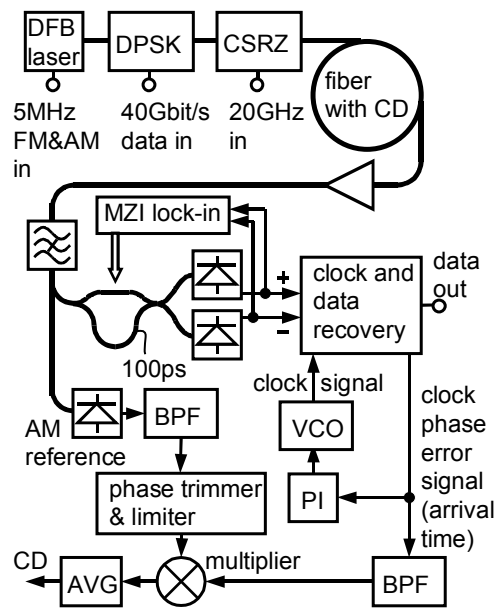 DFB
laser
DPSK
CSRZ
5MHz
FM&AM
in
40Gbit/s
data in
20GHz
in
fiber
with CD
MZI lock-in
+
−
clock and
data
recovery
data
out
100ps
clock signal
VCO
PI
clock
phase
error
signal
(arrival
time)
AM
reference
BPF
phase trimmer
& limiter
CD
AVG
multiplier
BPF